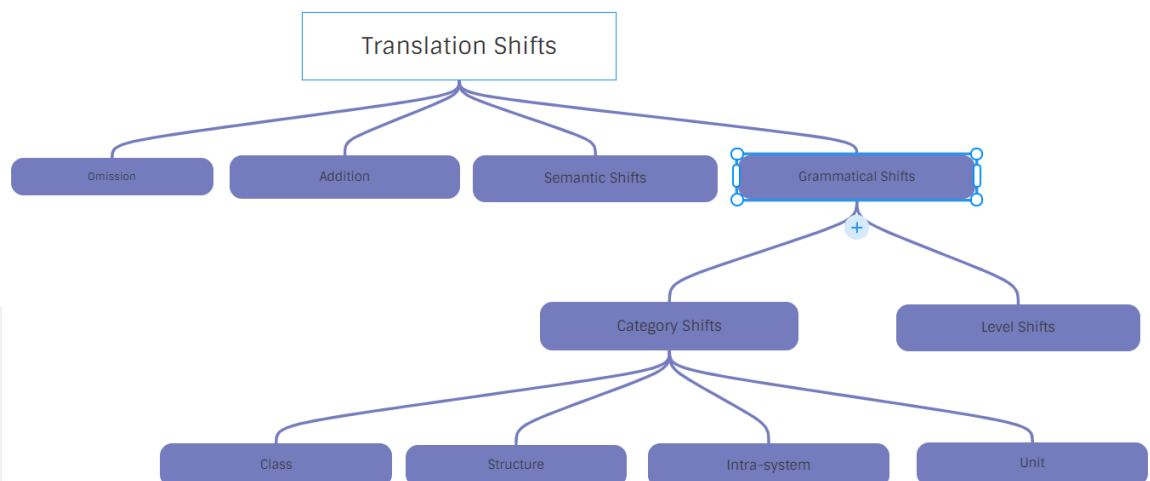 Translation Shifts
Omission
Addition
Semantic Shifts
Grammatical Shifts
+
Category Shifts
Level Shifts
Class
Structure
Intra-system
Unit